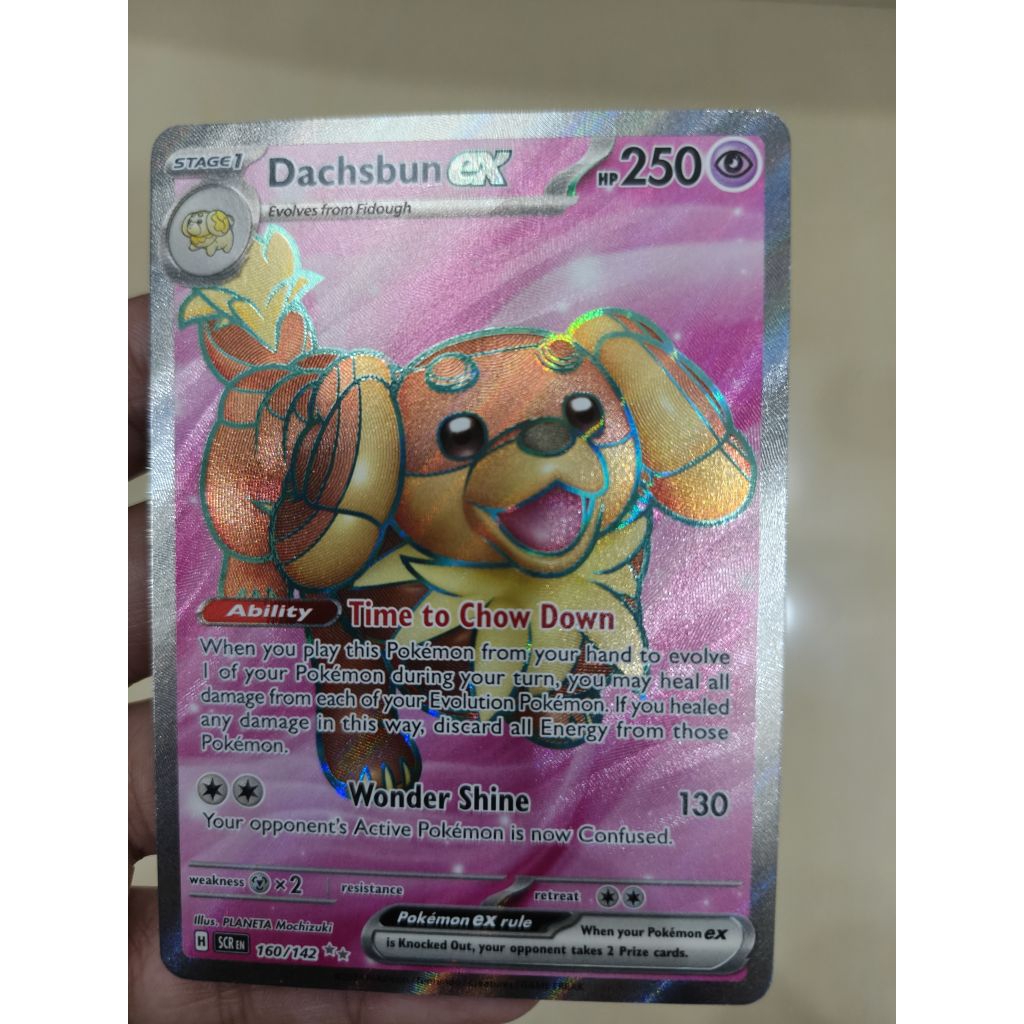 STAGE 1 Dachsbun ex HP 250
Evolves from Fidough
Ability Time to Chow Down
When you play this Pokémon from your hand to evolve
1 of your Pokémon during your turn, you may heal all
damage from each of your Evolution Pokémon. If you healed
any damage in this way, discard all Energy from those
Pokémon.
Wonder Shine 130
Your opponent's Active Pokémon is now Confused.
weakness ×2 resistance retreat
Illus. PLANETA Mochizuki
Pokémon ex rule
When your Pokémon ex
is Knocked Out, your opponent takes 2 Prize cards.
H SCR EN 160/142
GAME FREAK